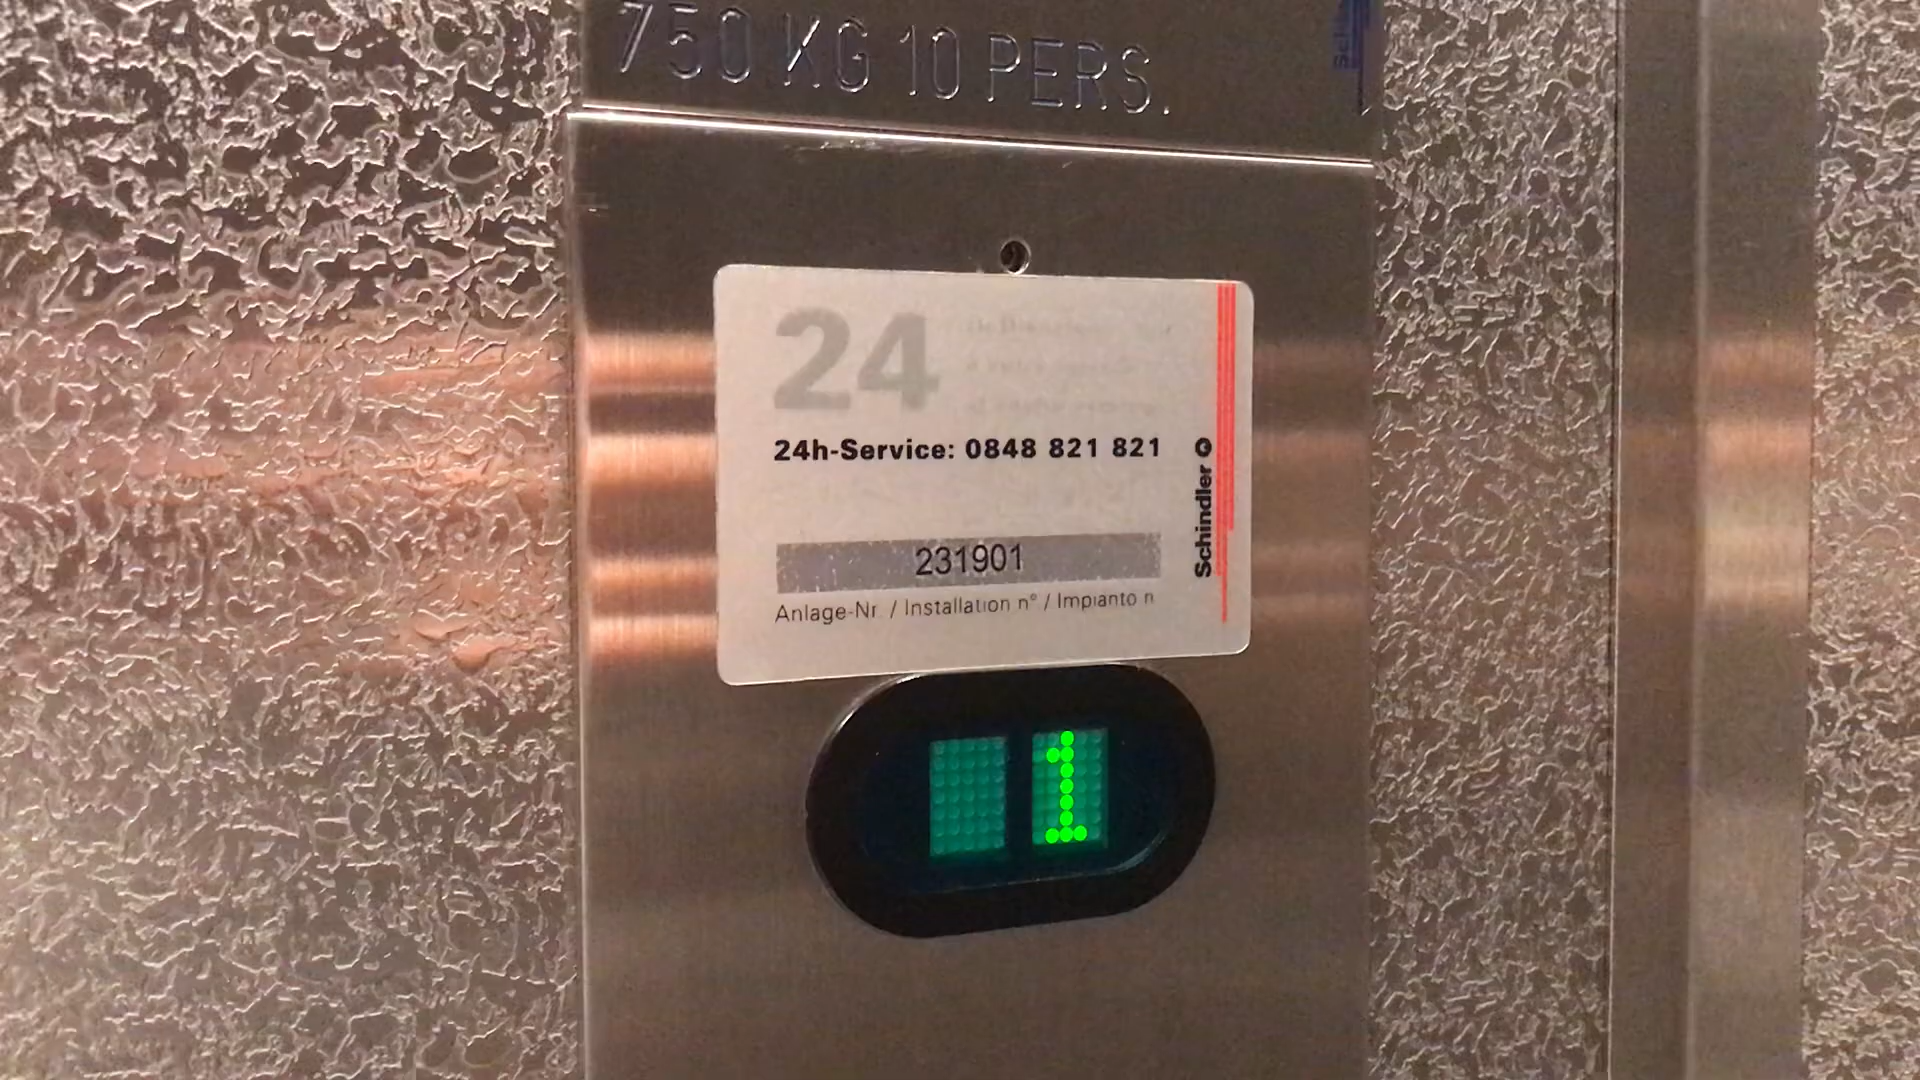 750 KG 10 PERS.
24
24h-Service: 0848 821 821
231901
Anlage-Nr. / Installation n° / Impianto n
Schindler
1